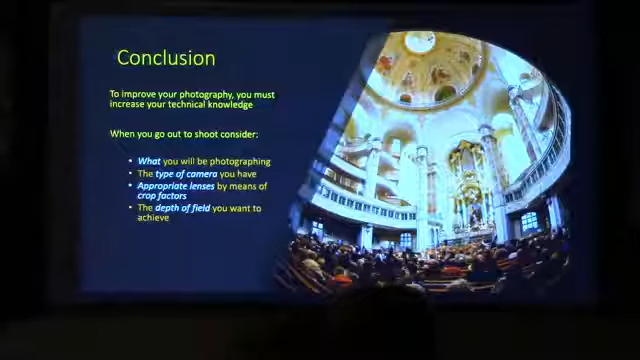 Conclusion
To improve your photography, you must
increase your technical knowledge
When you go out to shoot consider:
• What you will be photographing
• The type of camera you have
• Appropriate lenses by means of
crop factors
• The depth of field you want to
achieve